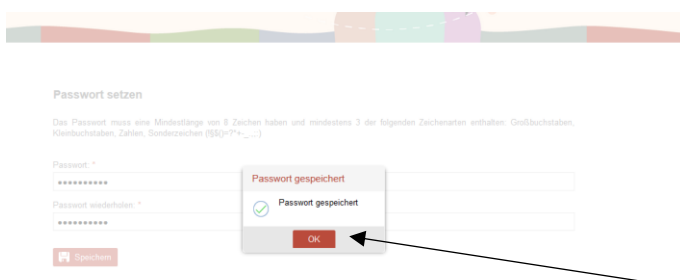 Passwort setzen
Das Passwort muss eine Mindestlänge von 8 Zeichen haben und mindestens 3 der folgenden Zeichenarten enthalten: Großbuchstaben,
Kleinbuchstaben, Zahlen, Sonderzeichen (!§$()=?*+-_.,:;)
Passwort: *
**********
Passwort wiederholen: *
**********
Speichern
Passwort gespeichert
Passwort gespeichert
OK